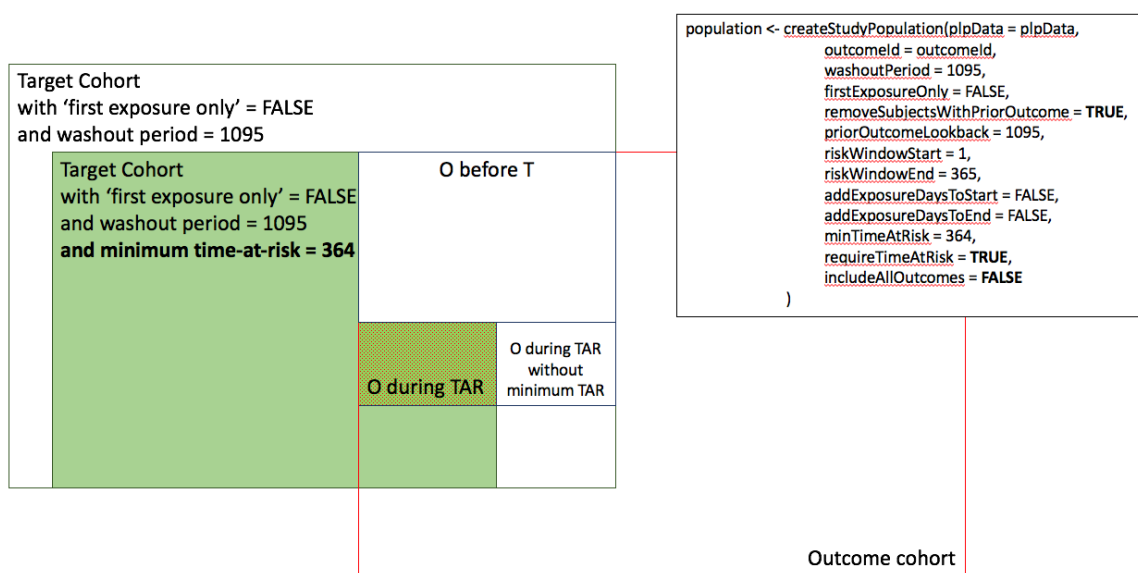 population <- createStudyPopulation(plpData = plpData,
outcomeId = outcomeId,
washoutPeriod = 1095,
firstExposureOnly = FALSE,
removeSubjectsWithPriorOutcome = TRUE,
priorOutcomeLookback = 1095,
riskWindowStart = 1,
riskWindowEnd = 365,
addExposureDaysToStart = FALSE,
addExposureDaysToEnd = FALSE,
minTimeAtRisk = 364,
requireTimeAtRisk = TRUE,
includeAllOutcomes = FALSE
)
Target Cohort
with ‘first exposure only’ = FALSE
and washout period = 1095
Target Cohort
with ‘first exposure only’ = FALSE
and washout period = 1095
and minimum time-at-risk = 364
O before T
O during TAR
O during TAR
without
minimum TAR
Outcome cohort